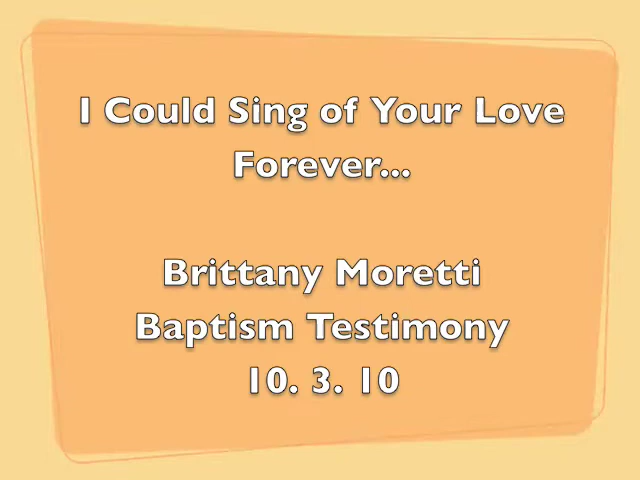 I Could Sing of Your Love
Forever...
Brittany Moretti
Baptism Testimony
10. 3. 10